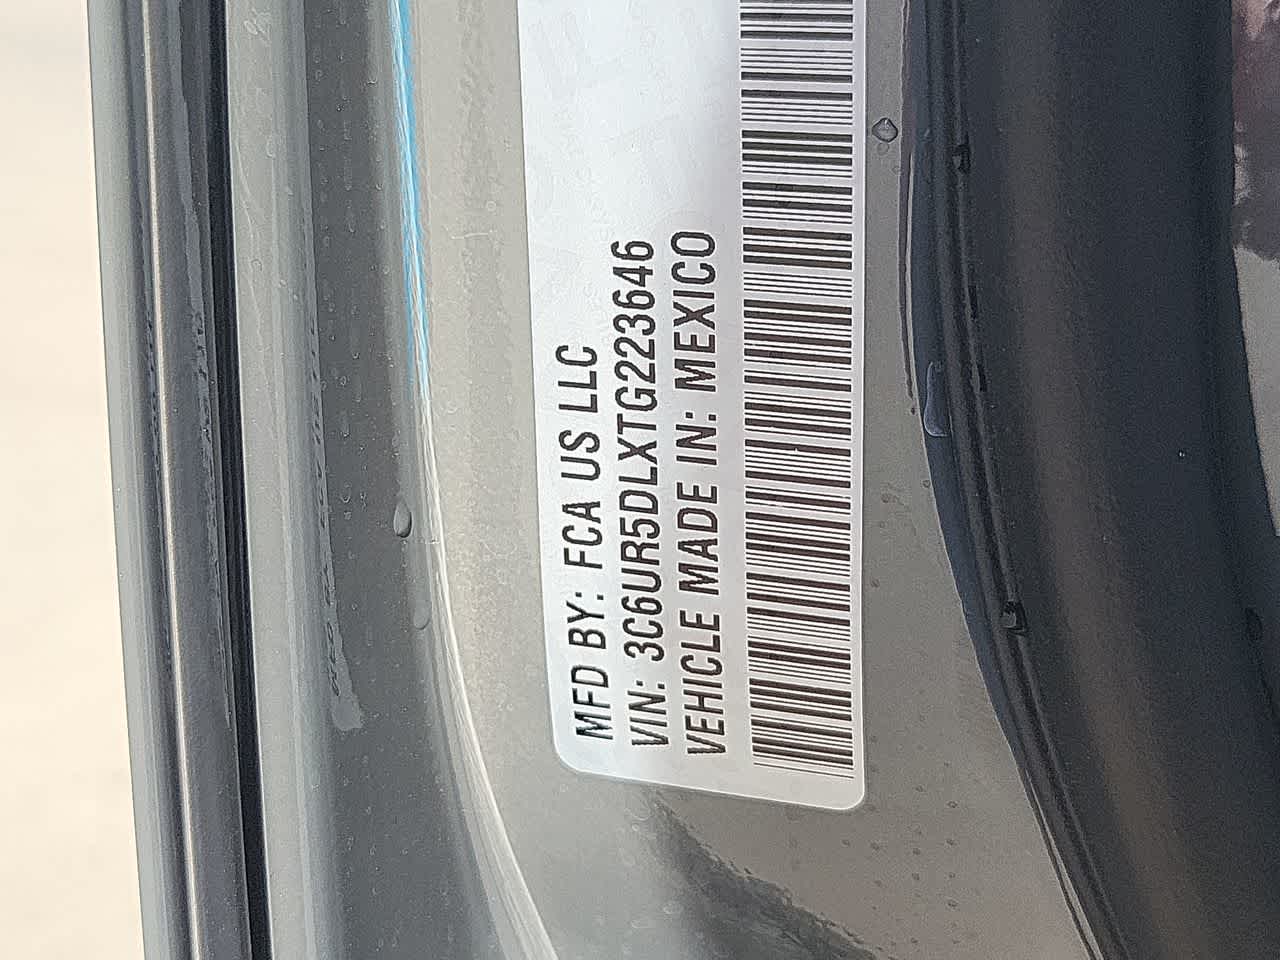 MFD BY: FCA US LLC
VIN: 3C6UR5DLXTG223646
VEHICLE MADE IN: MEXICO